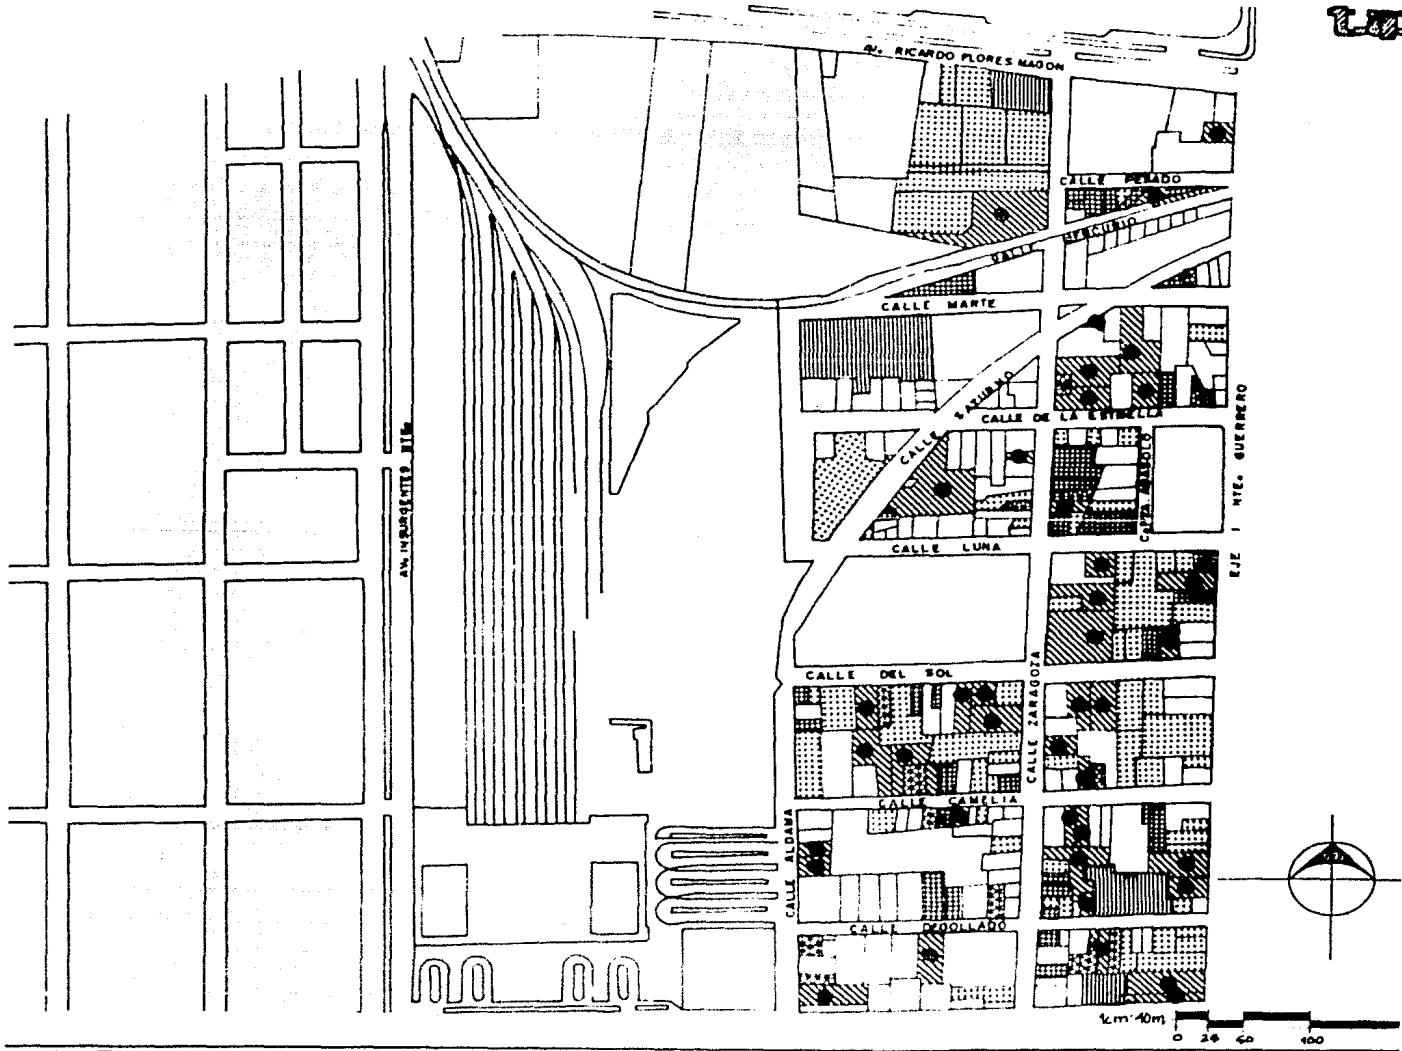 AV. RICARDO FLORES MAGON
CALLE PESADO
CALLE MERCURIO
CALLE MARTE
CALLE SATURNO
CALLE DE LA ESTRELLA
AV. INSURGENTES NTE.
EJE 1 NTE. GUERRERO
CALLE LUNA
CALLE DEL SOL
CALLE ZARAGOZA
CALLE CAMELIA
CALLE ALDAMA
CALLE DEGOLLADO
1cm:40m
0 24 60 100